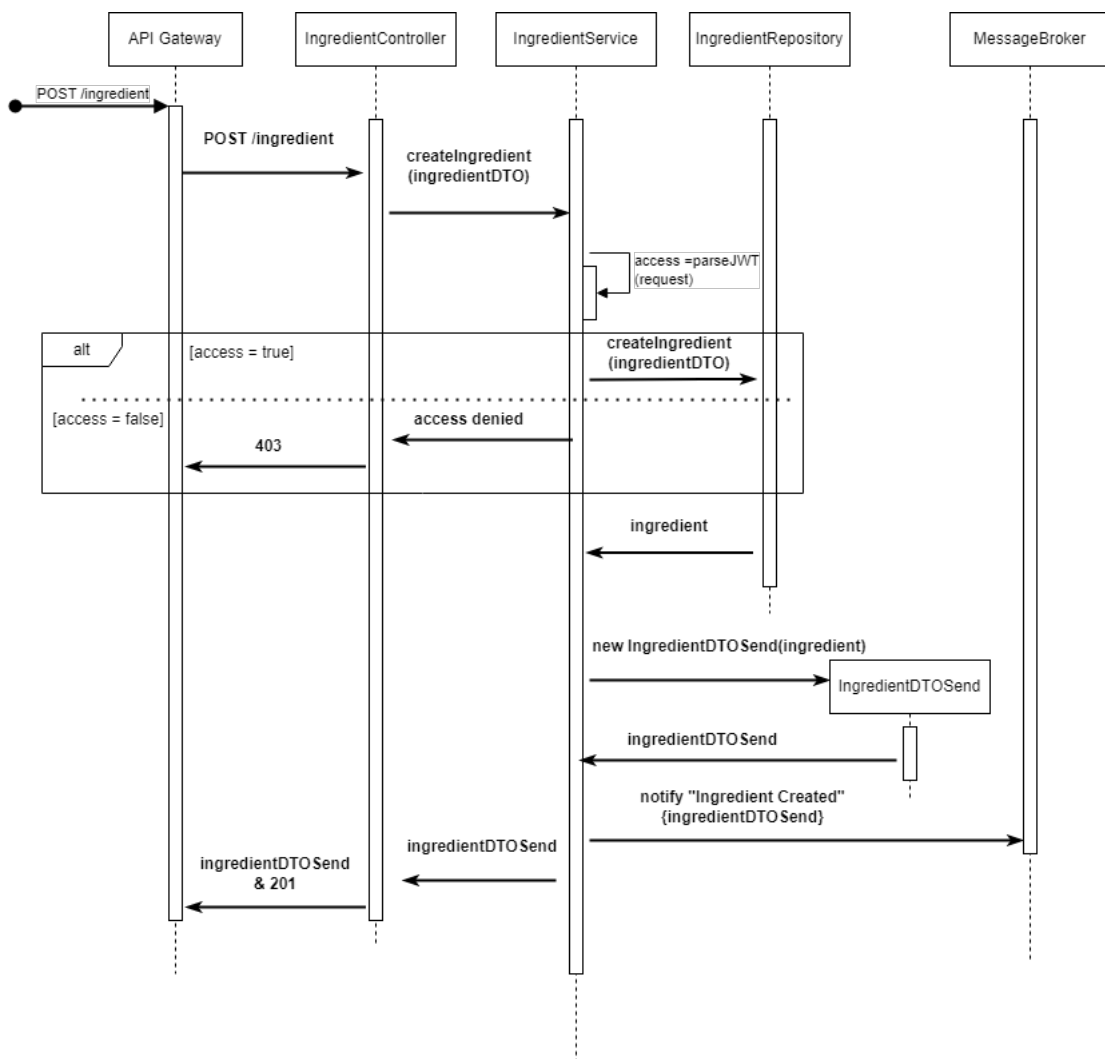 API Gateway
IngredientController
IngredientService
IngredientRepository
MessageBroker
POST /ingredient
POST /ingredient
createIngredient
(ingredientDTO)
access =parseJWT
(request)
alt
[access = true]
createIngredient
(ingredientDTO)
[access = false]
access denied
403
ingredient
new IngredientDTOSend(ingredient)
IngredientDTOSend
ingredientDTOSend
notify "Ingredient Created"
{ingredientDTOSend}
ingredientDTOSend
ingredientDTOSend
& 201